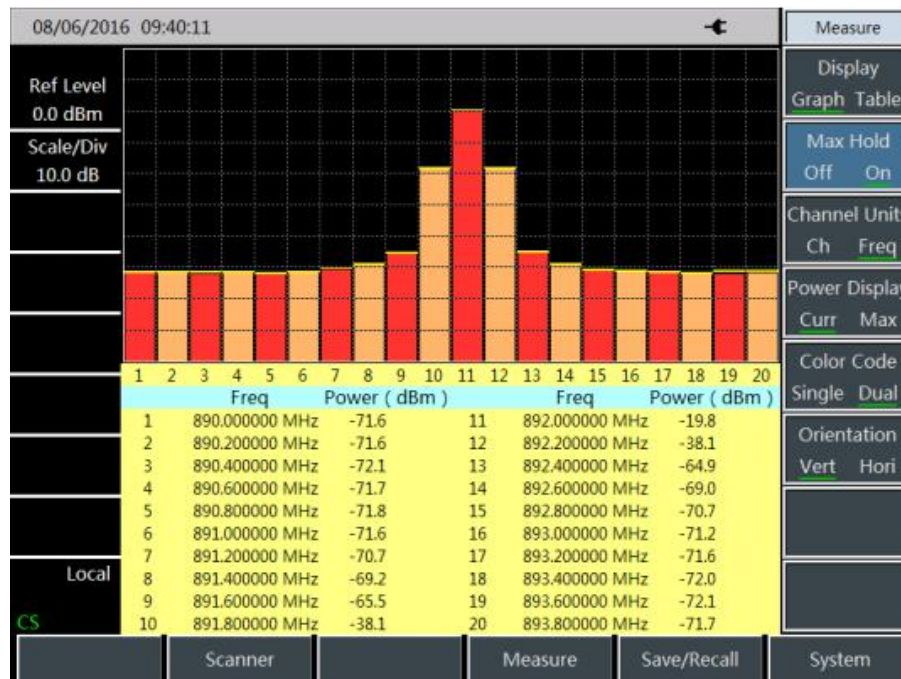 08/06/2016 09:40:11
Ref Level
0.0 dBm
Scale/Div
10.0 dB
Local
CS
1 2 3 4 5 6 7 8 9 10 11 12 13 14 15 16 17 18 19 20
Freq Power ( dBm ) Freq Power ( dBm )
1 890.000000 MHz -71.6 11 892.000000 MHz -19.8
2 890.200000 MHz -71.6 12 892.200000 MHz -38.1
3 890.400000 MHz -72.1 13 892.400000 MHz -64.9
4 890.600000 MHz -71.7 14 892.600000 MHz -69.0
5 890.800000 MHz -71.8 15 892.800000 MHz -70.7
6 891.000000 MHz -71.6 16 893.000000 MHz -71.2
7 891.200000 MHz -70.7 17 893.200000 MHz -71.6
8 891.400000 MHz -69.2 18 893.400000 MHz -72.0
9 891.600000 MHz -65.5 19 893.600000 MHz -72.1
10 891.800000 MHz -38.1 20 893.800000 MHz -71.7
Measure
Display
Graph Table
Max Hold
Off On
Channel Unit
Ch Freq
Power Display
Curr Max
Color Code
Single Dual
Orientation
Vert Hori
Scanner Measure Save/Recall System